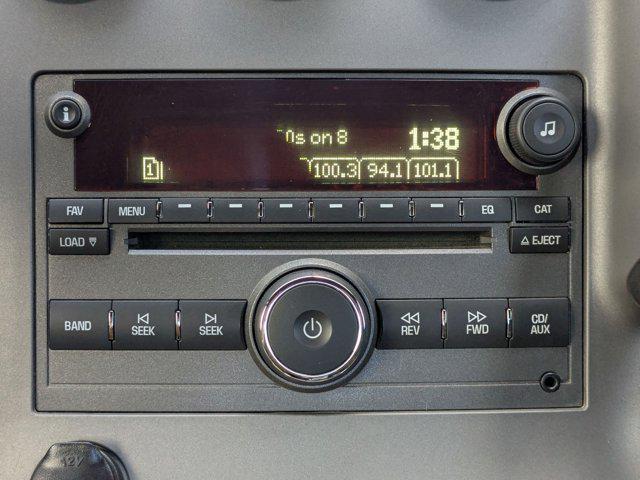 0s on 8 1:38
1 100.3 94.1 101.1
FAV MENU EQ CAT
LOAD EJECT
BAND SEEK SEEK REV FWD CD/AUX
12V